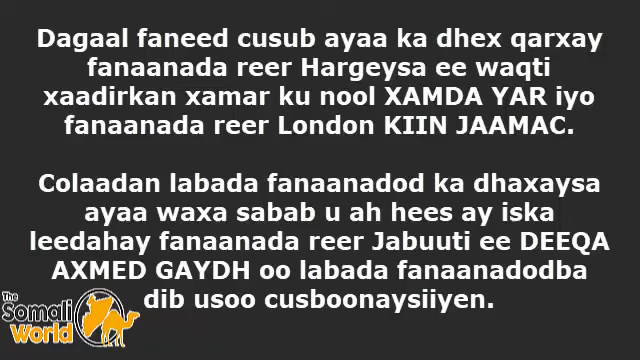 Dagaal faneed cusub ayaa ka dhex qarxay
fanaanada reer Hargeysa ee waqti
xaadirkan xamar ku nool XAMDA YAR iyo
fanaanada reer London KIIN JAAMAC.
Colaadan labada fanaanadod ka dhaxaysa
ayaa waxa sabab u ah hees ay iska
leedahay fanaanada reer Jabuuti ee DEEQA
AXMED GAYDH oo labada fanaanadodba
dib usoo cusboonaysiiyen.
The
Somali
World